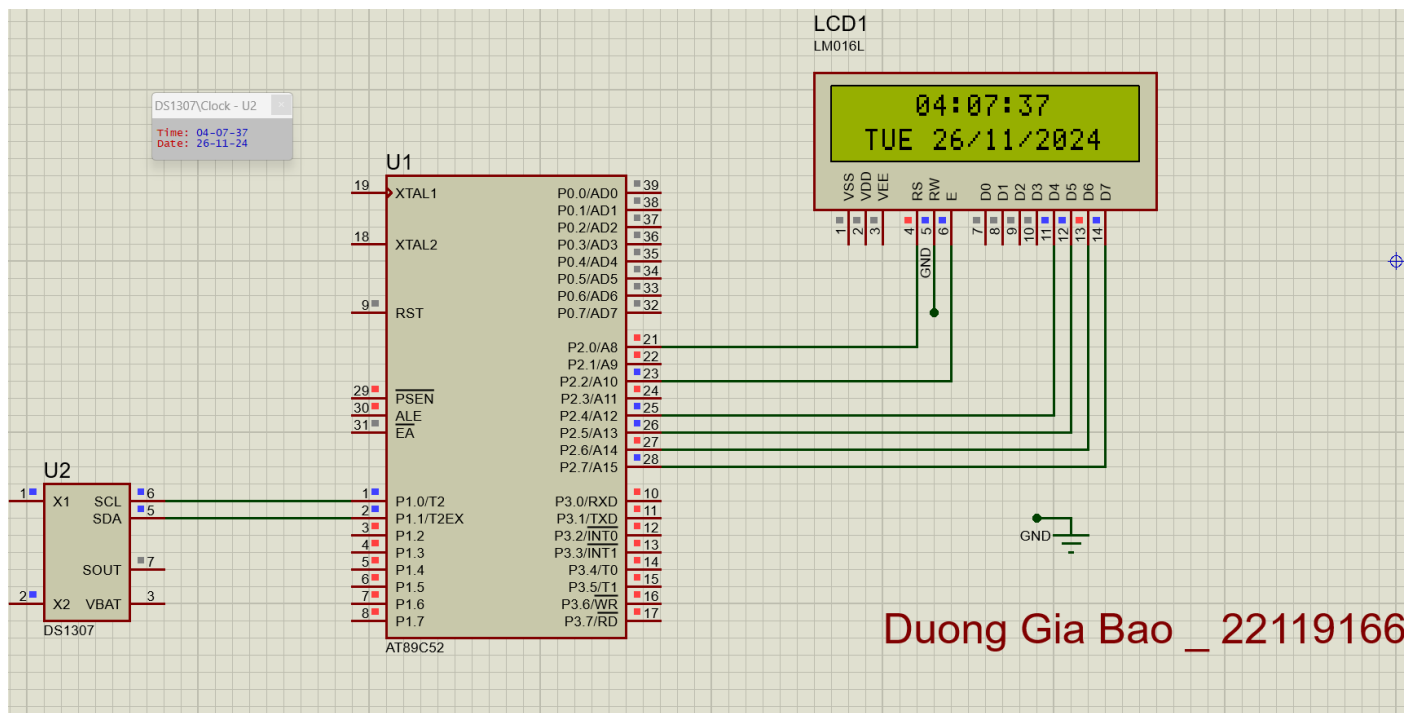 LCD1
LM016L
04:07:37
TUE 26/11/2024
VSS VDD VEE RS RW E D0 D1 D2 D3 D4 D5 D6 D7
1 2 3 4 5 6 7 8 9 10 11 12 13 14
GND
DS1307\Clock - U2
Time: 04-07-37
Date: 26-11-24
U1
19 XTAL1 P0.0/AD0 39
P0.1/AD1 38
P0.2/AD2 37
18 XTAL2 P0.3/AD3 36
P0.4/AD4 35
P0.5/AD5 34
P0.6/AD6 33
9 RST P0.7/AD7 32
P2.0/A8 21
P2.1/A9 22
P2.2/A10 23
29 PSEN P2.3/A11 24
30 ALE P2.4/A12 25
31 EA P2.5/A13 26
P2.6/A14 27
P2.7/A15 28
1 P1.0/T2 P3.0/RXD 10
2 P1.1/T2EX P3.1/TXD 11
3 P1.2 P3.2/INT0 12
4 P1.3 P3.3/INT1 13
5 P1.4 P3.4/T0 14
6 P1.5 P3.5/T1 15
7 P1.6 P3.6/WR 16
8 P1.7 P3.7/RD 17
AT89C52
U2
1 X1 SCL 6
SDA 5
SOUT 7
2 X2 VBAT 3
DS1307
GND
Duong Gia Bao _ 22119166